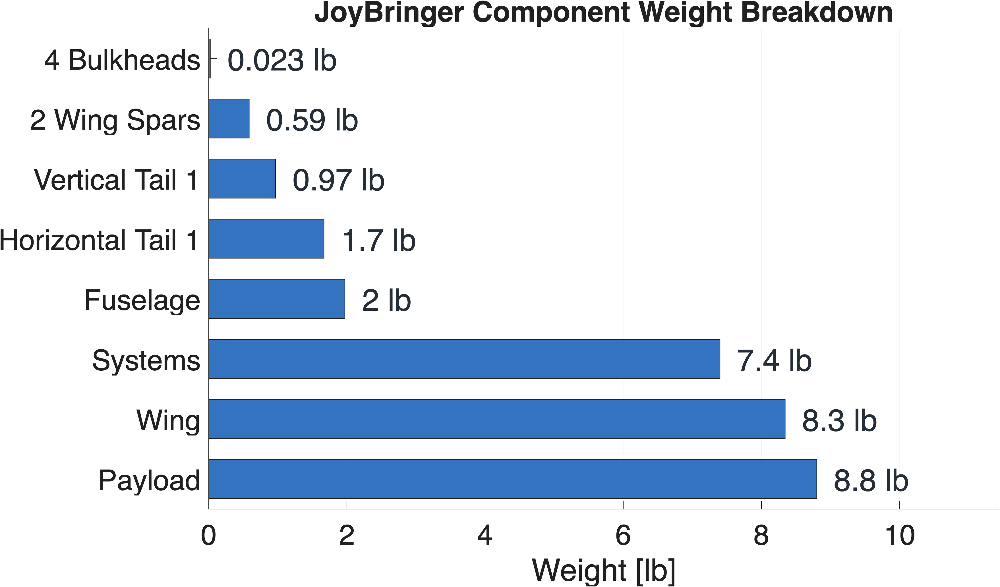 JoyBringer Component Weight Breakdown
4 Bulkheads 0.023 lb
2 Wing Spars 0.59 lb
Vertical Tail 1 0.97 lb
Horizontal Tail 1 1.7 lb
Fuselage 2 lb
Systems 7.4 lb
Wing 8.3 lb
Payload 8.8 lb
0 2 4 6 8 10
Weight [lb]